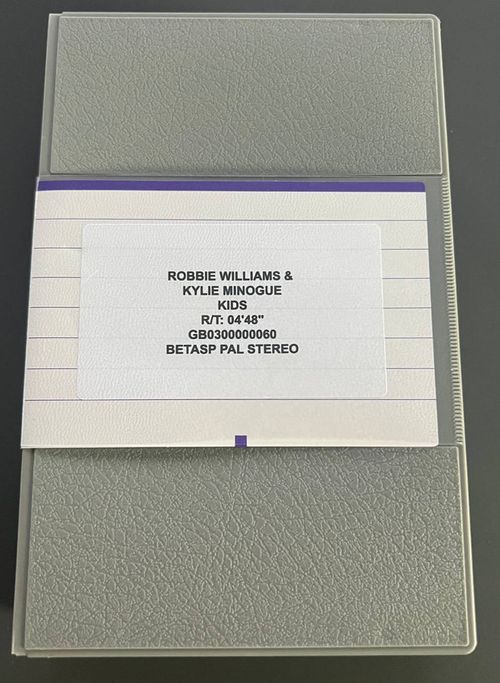 ROBBIE WILLIAMS &
KYLIE MINOGUE
KIDS
R/T: 04'48"
GB0300000060
BETASP PAL STEREO